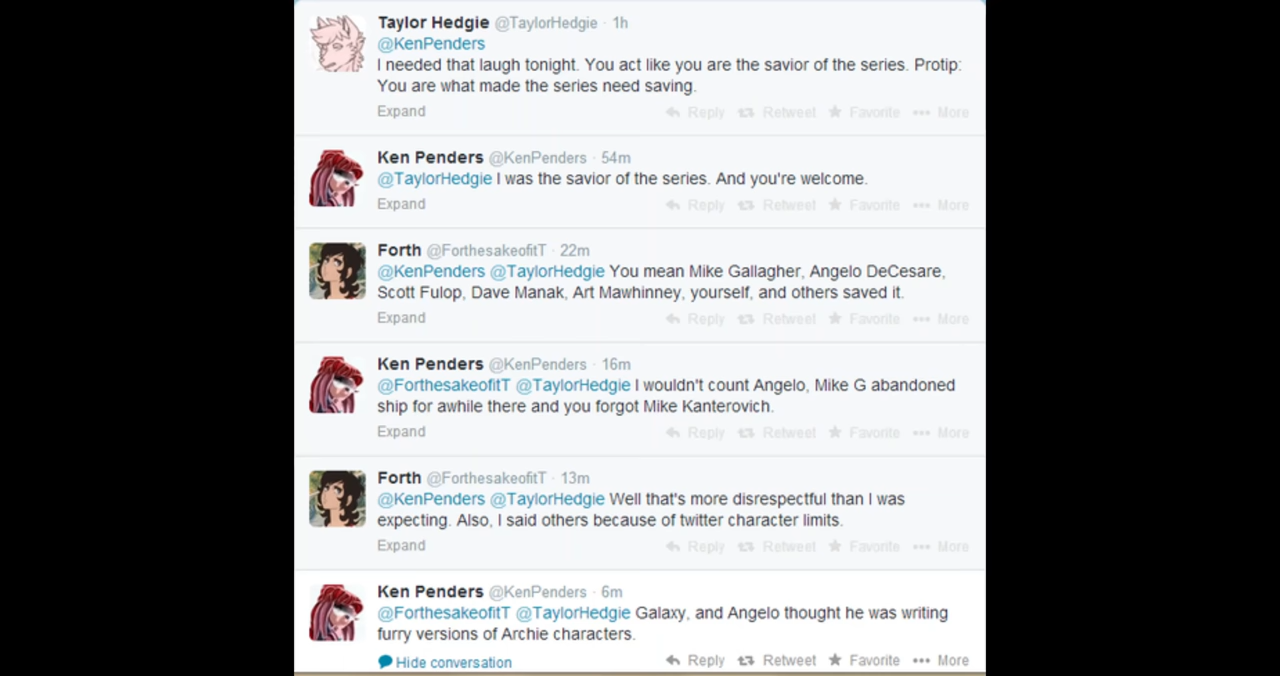 Taylor Hedgie @TaylorHedgie · 1h
@KenPenders
I needed that laugh tonight. You act like you are the savior of the series. Protip:
You are what made the series need saving.
Expand Reply Retweet Favorite More
Ken Penders @KenPenders · 54m
@TaylorHedgie I was the savior of the series. And you're welcome.
Expand Reply Retweet Favorite More
Forth @ForthesakeofitT · 22m
@KenPenders @TaylorHedgie You mean Mike Gallagher, Angelo DeCesare,
Scott Fulop, Dave Manak, Art Mawhinney, yourself, and others saved it.
Expand Reply Retweet Favorite More
Ken Penders @KenPenders · 16m
@ForthesakeofitT @TaylorHedgie I wouldn't count Angelo, Mike G abandoned
ship for awhile there and you forgot Mike Kanterovich.
Expand Reply Retweet Favorite More
Forth @ForthesakeofitT · 13m
@KenPenders @TaylorHedgie Well that's more disrespectful than I was
expecting. Also, I said others because of twitter character limits.
Expand Reply Retweet Favorite More
Ken Penders @KenPenders · 6m
@ForthesakeofitT @TaylorHedgie Galaxy, and Angelo thought he was writing
furry versions of Archie characters.
Hide conversation Reply Retweet Favorite More